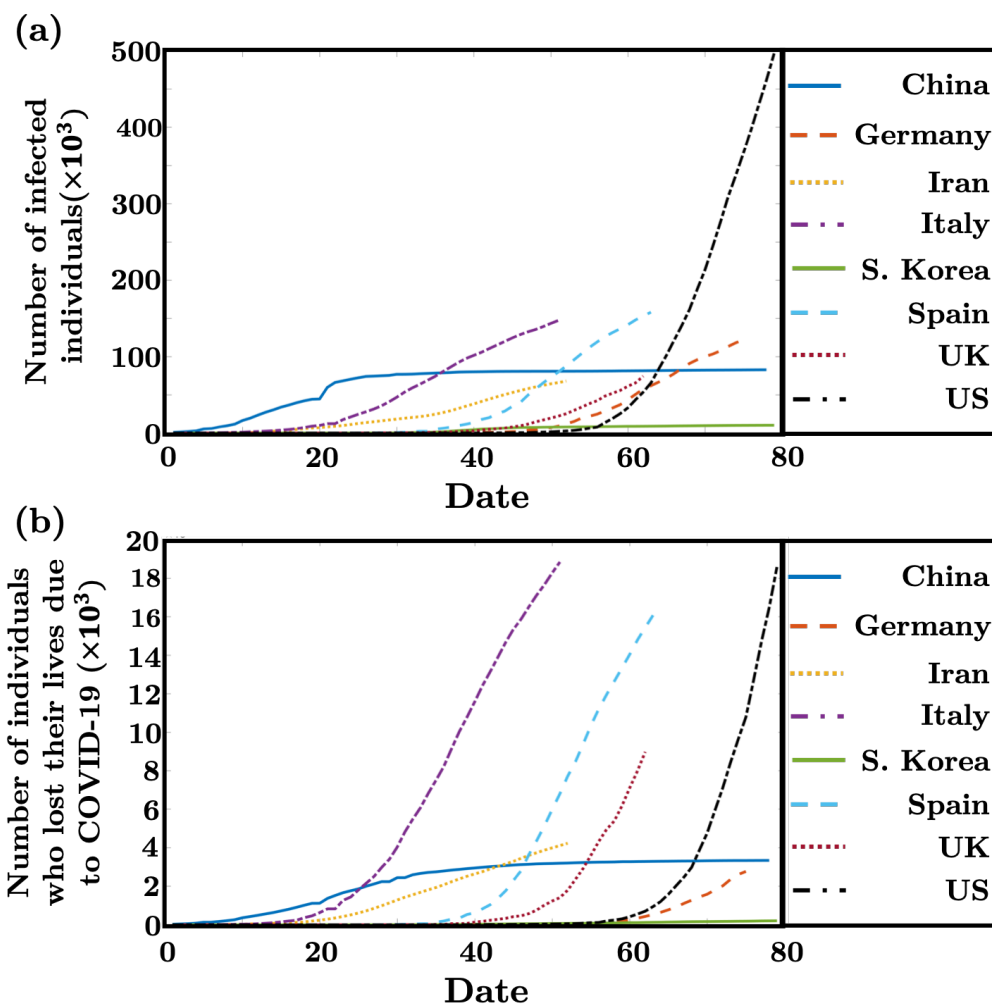 (a)
Number of infected
individuals(×10³)
500
400
300
200
100
0
0 20 40 60 80
Date
China
Germany
Iran
Italy
S. Korea
Spain
UK
US
(b)
Number of individuals
who lost their lives due
to COVID-19 (×10³)
20
18
16
14
12
10
8
6
4
2
0
0 20 40 60 80
Date
China
Germany
Iran
Italy
S. Korea
Spain
UK
US